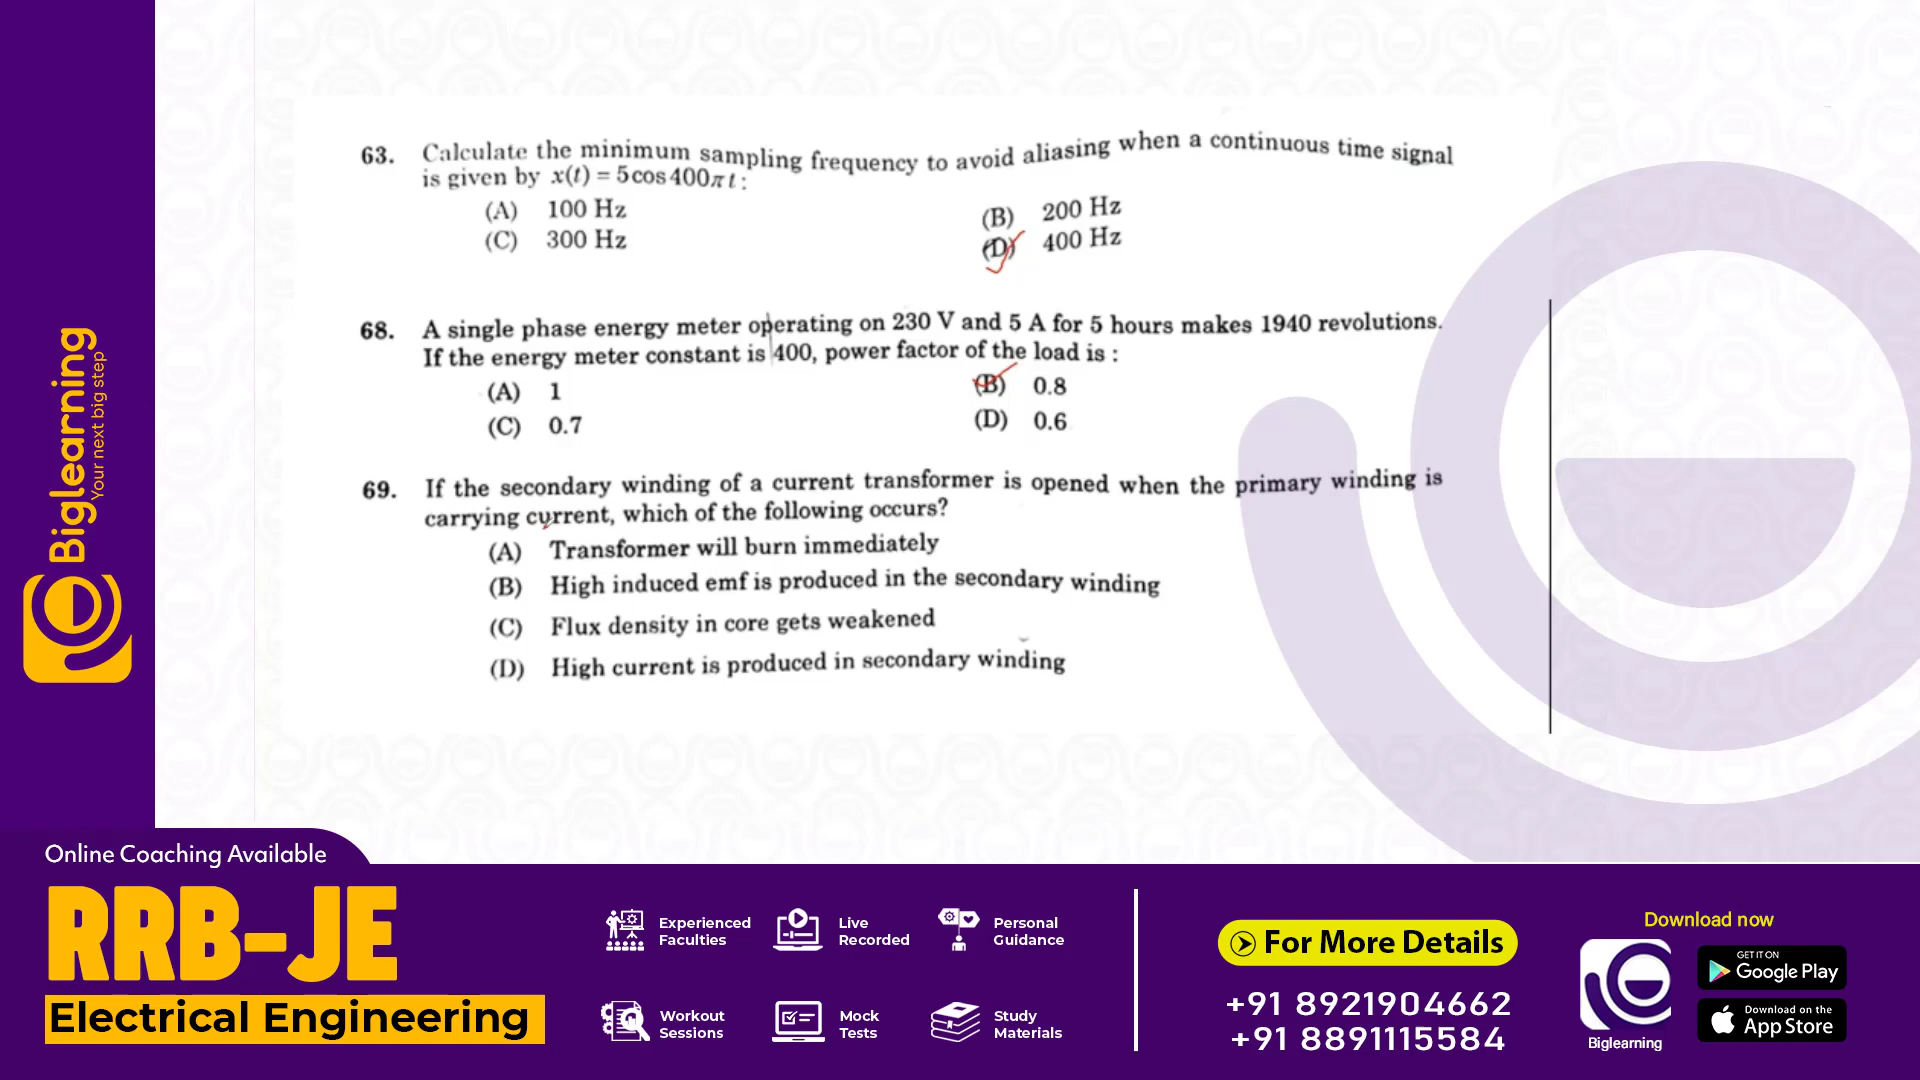 63. Calculate the minimum sampling frequency to avoid aliasing when a continuous time signal
is given by x(t) = 5cos400πt :
(A) 100 Hz (B) 200 Hz
(C) 300 Hz (D) 400 Hz
68. A single phase energy meter operating on 230 V and 5 A for 5 hours makes 1940 revolutions.
If the energy meter constant is 400, power factor of the load is :
(A) 1 (B) 0.8
(C) 0.7 (D) 0.6
69. If the secondary winding of a current transformer is opened when the primary winding is
carrying current, which of the following occurs?
(A) Transformer will burn immediately
(B) High induced emf is produced in the secondary winding
(C) Flux density in core gets weakened
(D) High current is produced in secondary winding
Biglearning
Your next big step
Online Coaching Available
RRB-JE
Electrical Engineering
Experienced
Faculties
Live
Recorded
Personal
Guidance
Workout
Sessions
Mock
Tests
Study
Materials
For More Details
+91 8921904662
+91 8891115584
Download now
Biglearning
GET IT ON
Google Play
Download on the
App Store